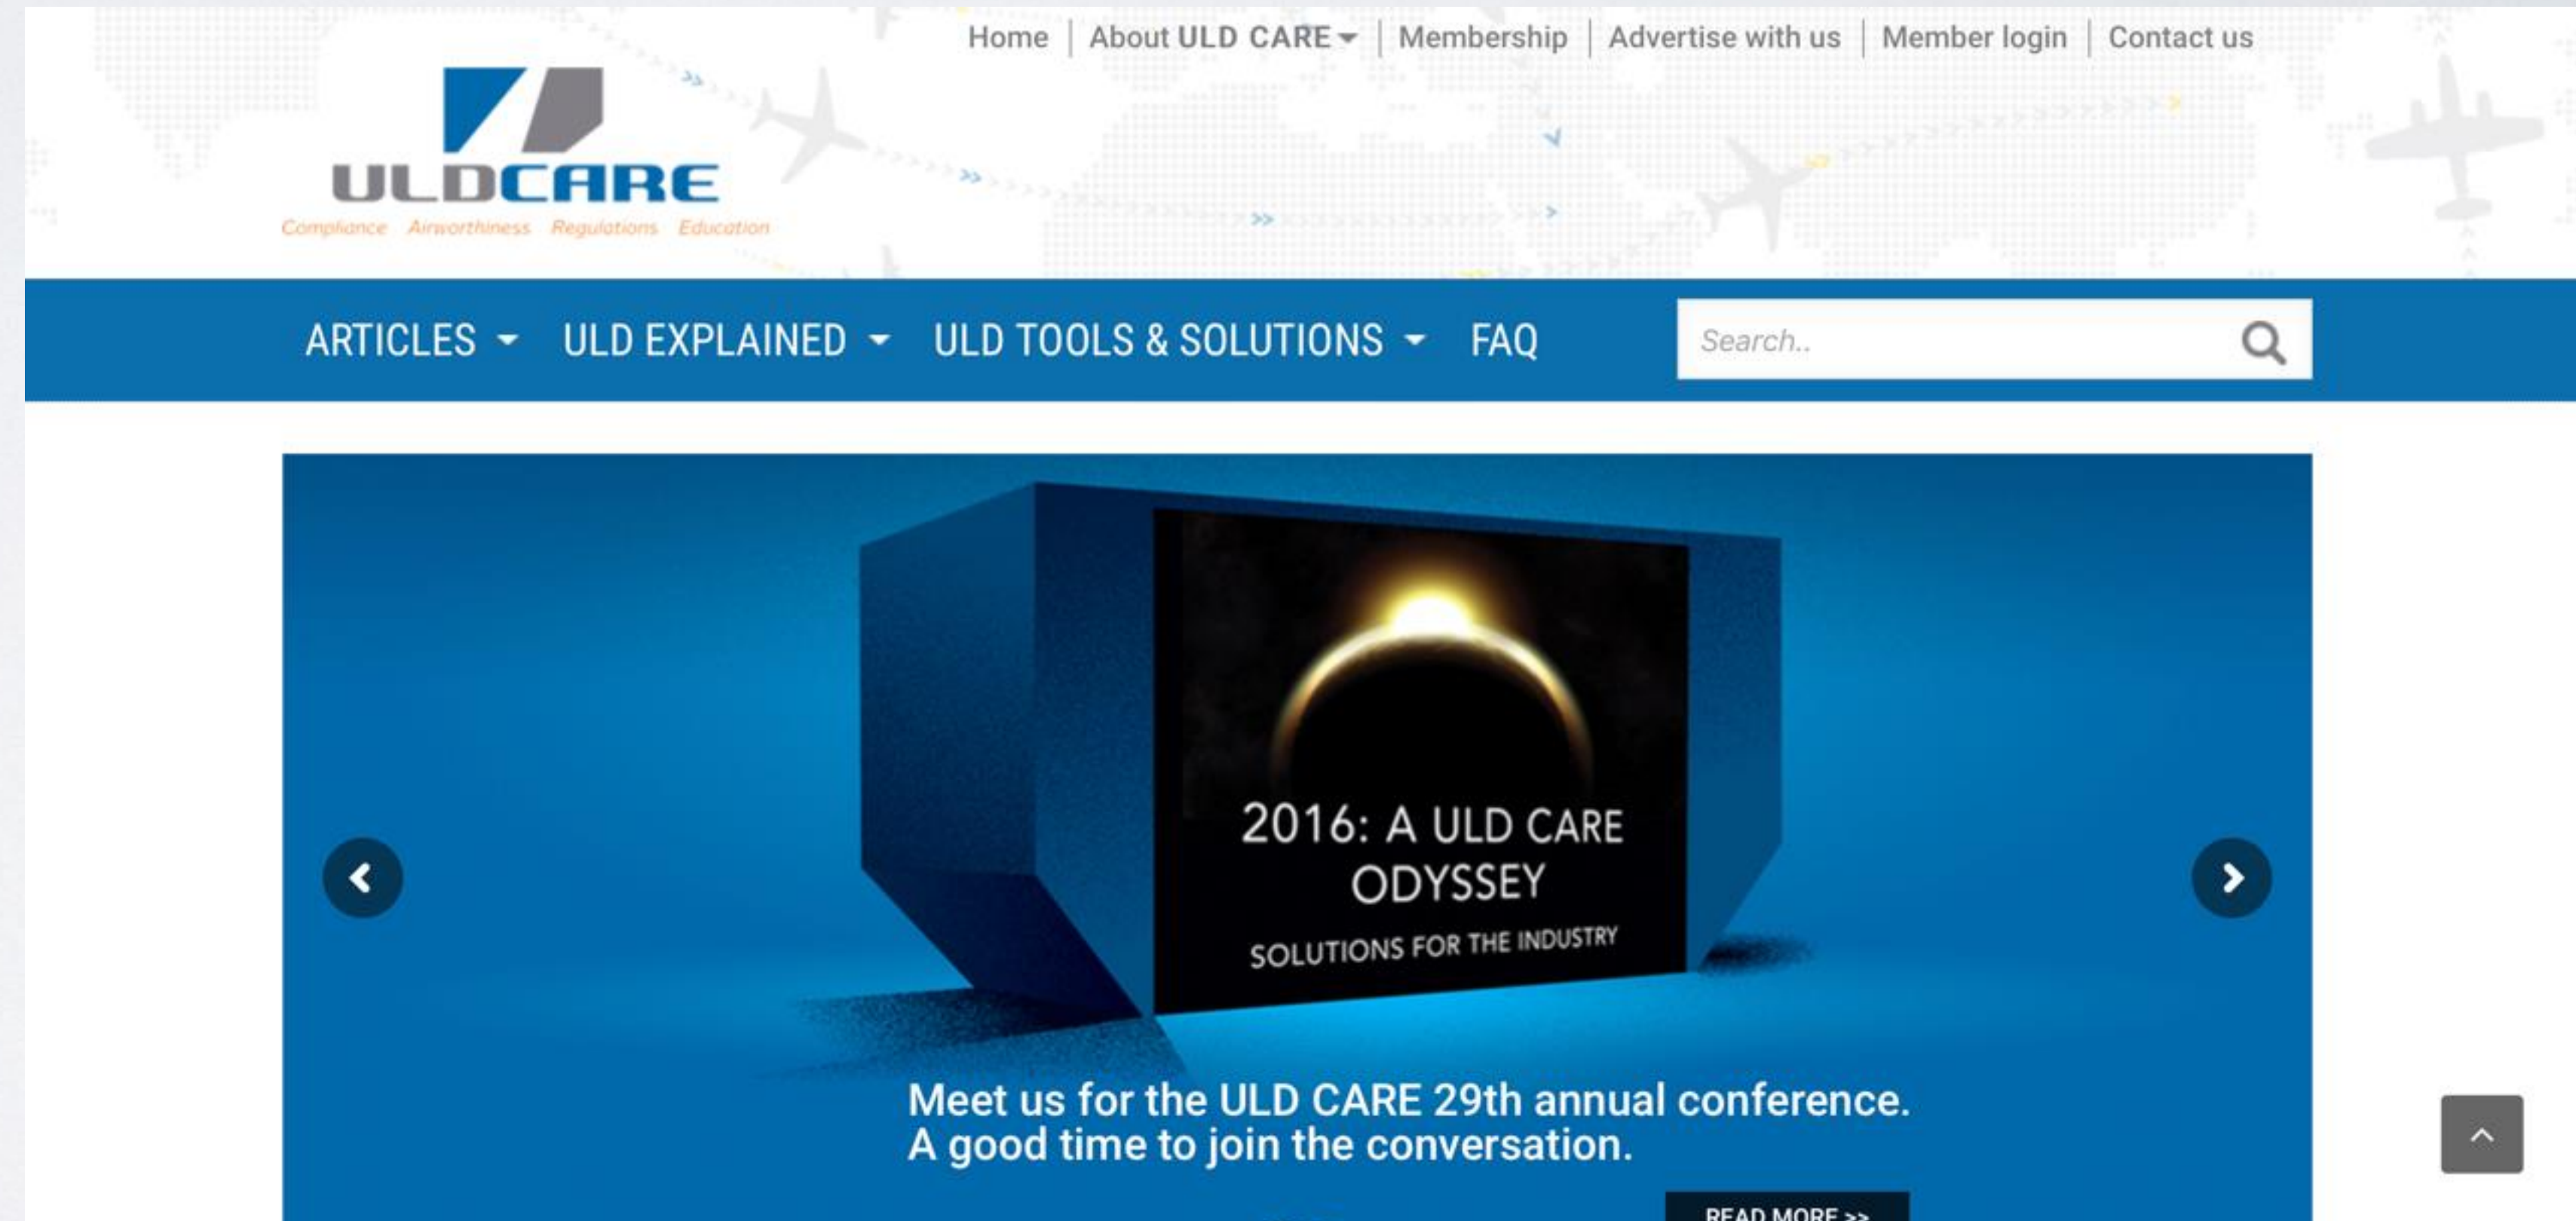 Home | About ULD CARE | Membership | Advertise with us | Member login | Contact us
ULDCARE
Compliance Airworthiness Regulations Education
ARTICLES ULD EXPLAINED ULD TOOLS & SOLUTIONS FAQ Search..
2016: A ULD CARE
ODYSSEY
SOLUTIONS FOR THE INDUSTRY
Meet us for the ULD CARE 29th annual conference.
A good time to join the conversation.
READ MORE >>